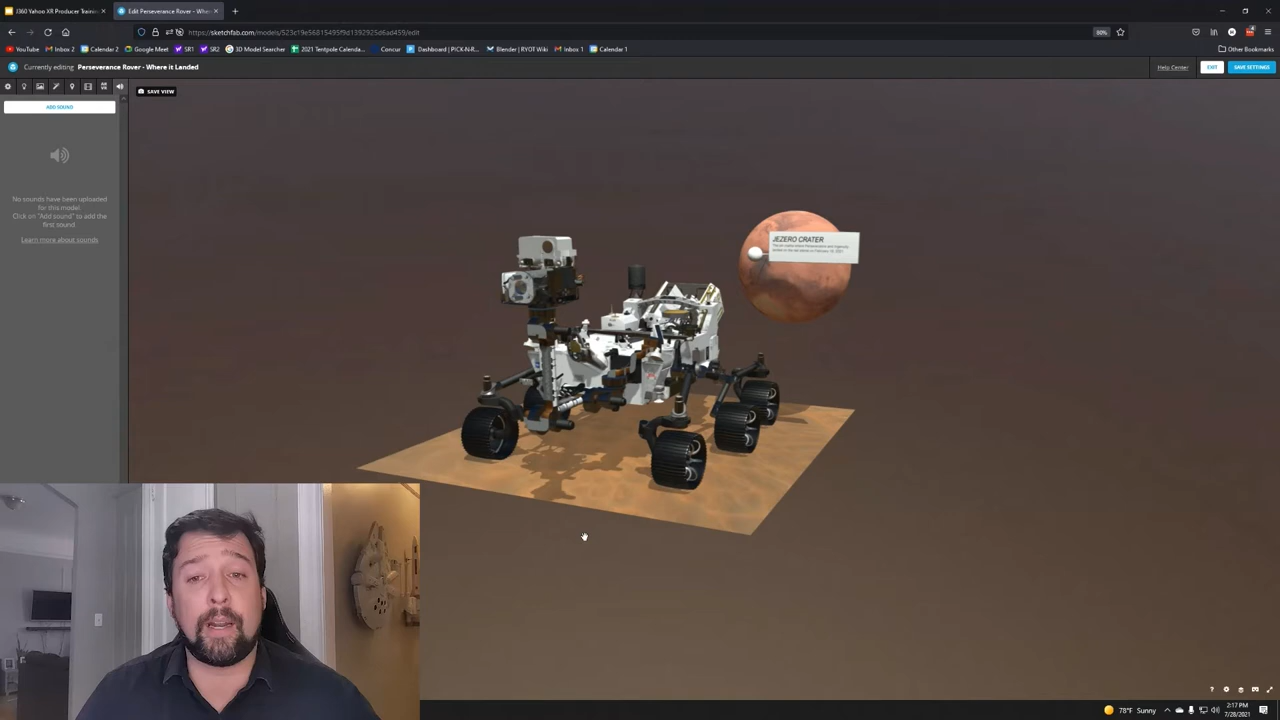 J360 Yahoo XR Producer Trainin
Edit Perseverance Rover - Whe
https://sketchfab.com/models/523c19e56815495f9d1392925d6ad459/edit
80%
YouTube
Inbox 2
Calendar 2
Google Meet
SR1
SR2
3D Model Searcher
2021 Tentpole Calenda...
Concur
Dashboard | PICK-N-R...
Blender | RYOT Wiki
Inbox 1
Calendar 1
Other Bookmarks
Currently editing Perseverance Rover - Where it Landed
Help Center
EXIT
SAVE SETTINGS
ADD SOUND
SAVE VIEW
No sounds have been uploaded
for this model.
Click on "Add sound" to add the
first sound.
Learn more about sounds
JEZERO CRATER
78°F Sunny
2:17 PM
7/28/2021